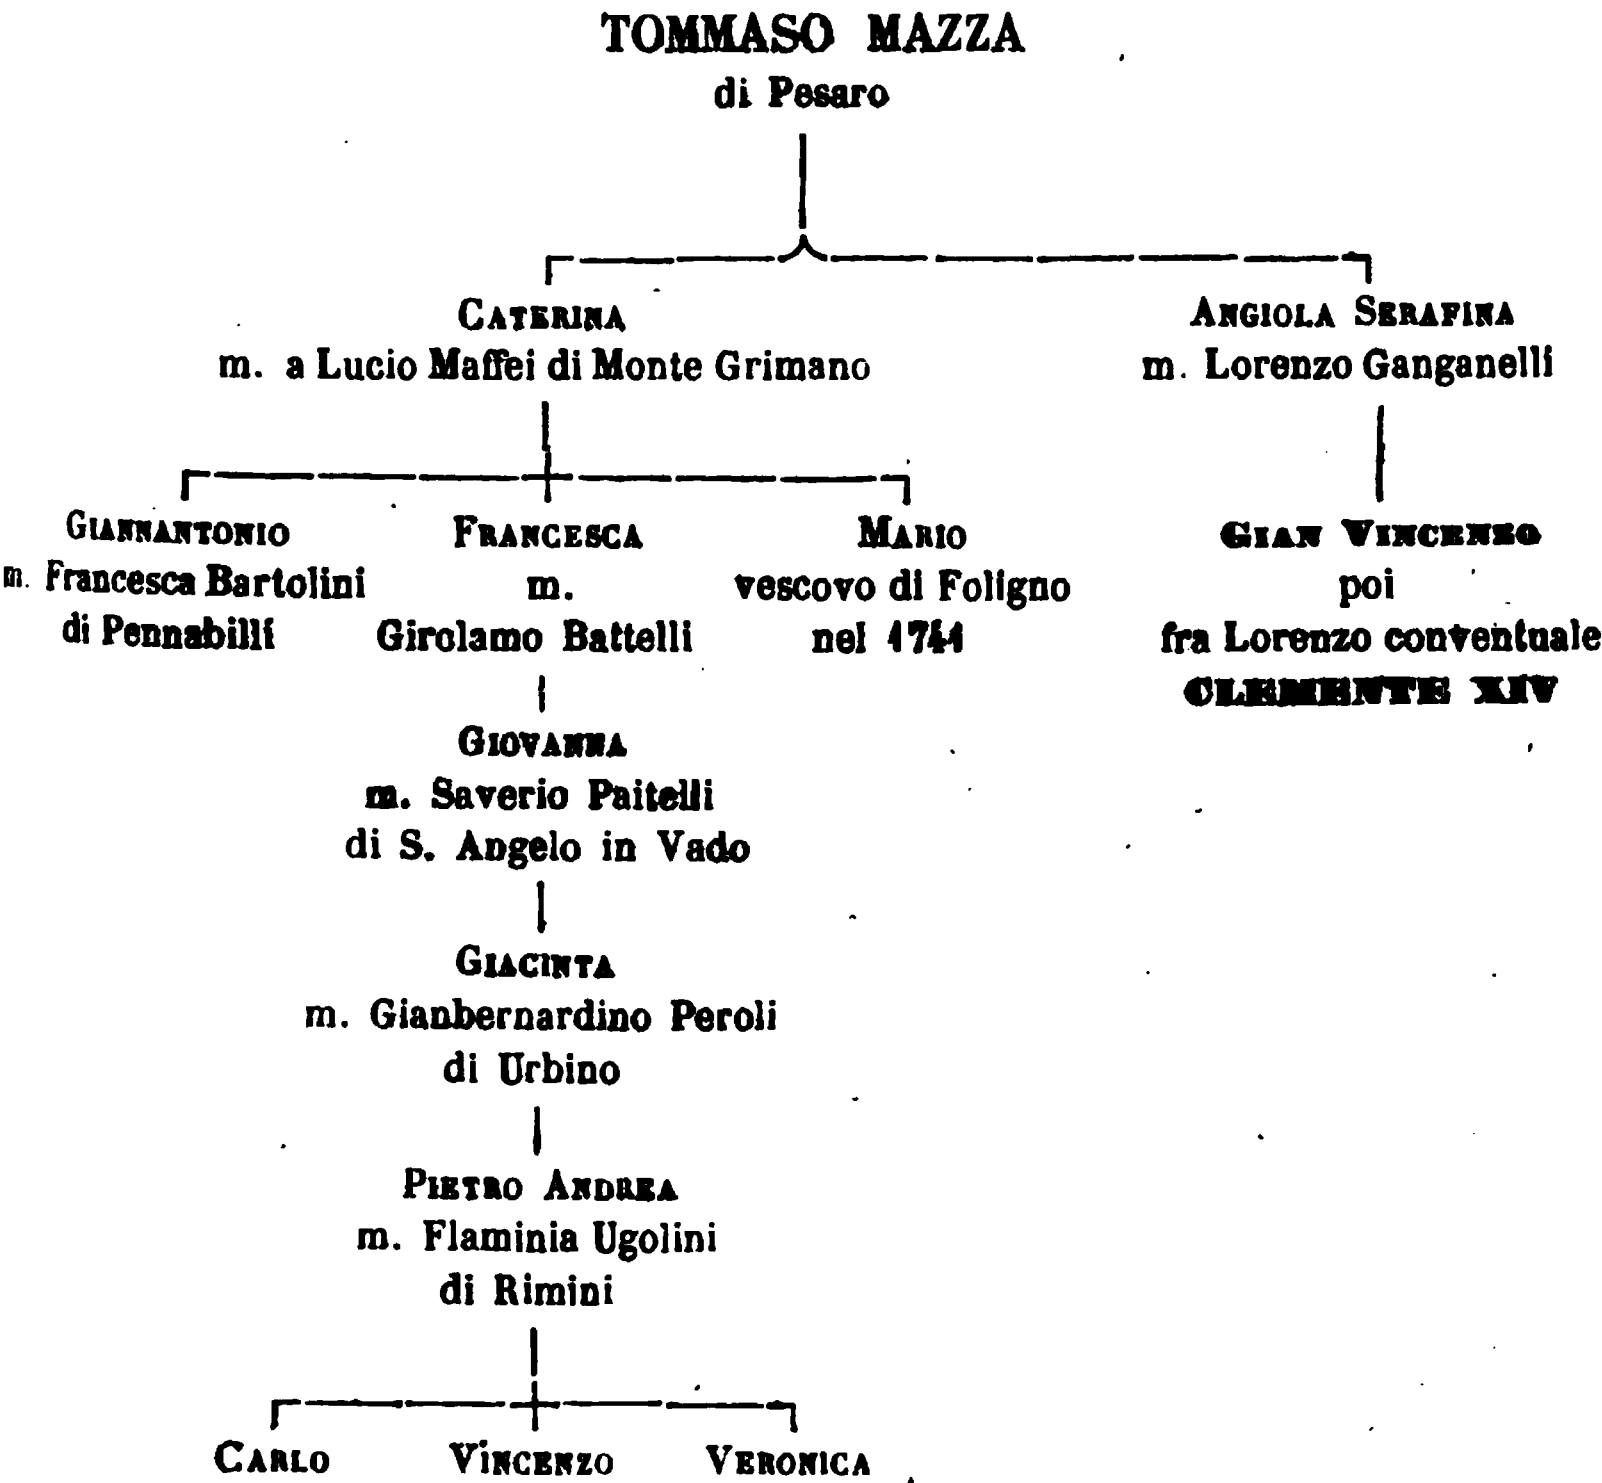 TOMMASO MAZZA
di Pesaro
CATERINA
m. a Lucio Maffei di Monte Grimano
ANGIOLA SERAFINA
m. Lorenzo Ganganelli
GIANNANTONIO
m. Francesca Bartolini
di Pennabilli
FRANCESCA
m.
Girolamo Battelli
MARIO
vescovo di Foligno
nel 1741
GIAN VINCENZO
poi
fra Lorenzo conventuale
CLEMENTE XIV
GIOVANNA
m. Saverio Paitelli
di S. Angelo in Vado
GIACINTA
m. Gianbernardino Peroli
di Urbino
PIETRO ANDREA
m. Flaminia Ugolini
di Rimini
CARLO
VINCENZO
VERONICA